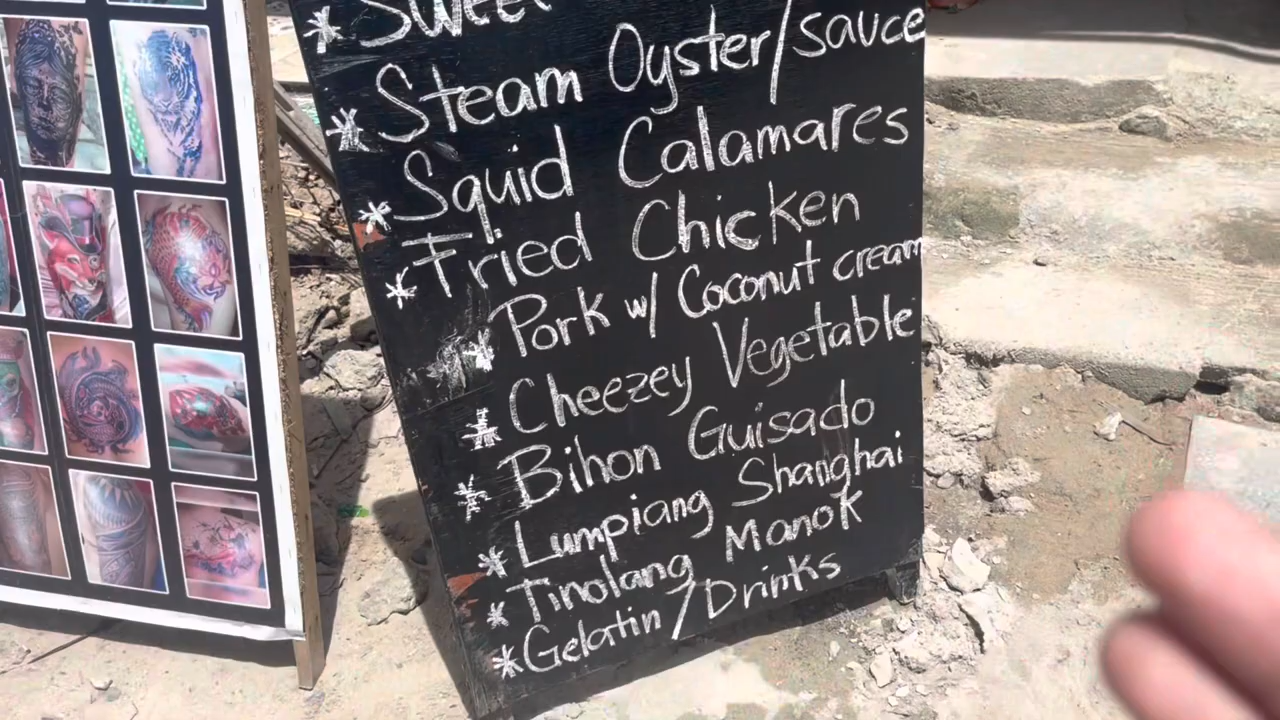 * Sweet
* Steam Oyster/sauce
* Squid Calamares
* Fried Chicken
* Pork w/ Coconut cream
* Cheezey Vegetable
* Bihon Guisado
* Lumpiang Shanghai
* Tinolang Manok
* Gelatin/Drinks